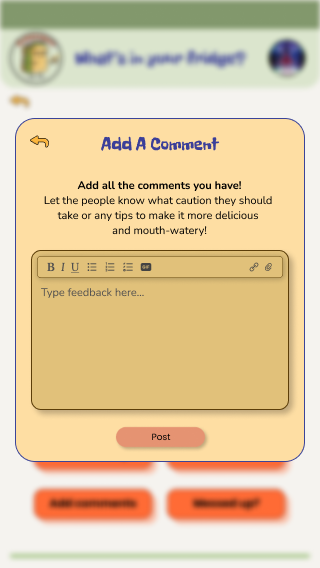 What's in your fridge?
Add A Comment
Add all the comments you have!
Let the people know what caution they should
take or any tips to make it more delicious
and mouth-watery!
B I U GIF
Type feedback here...
Post
Add comments Messed up?